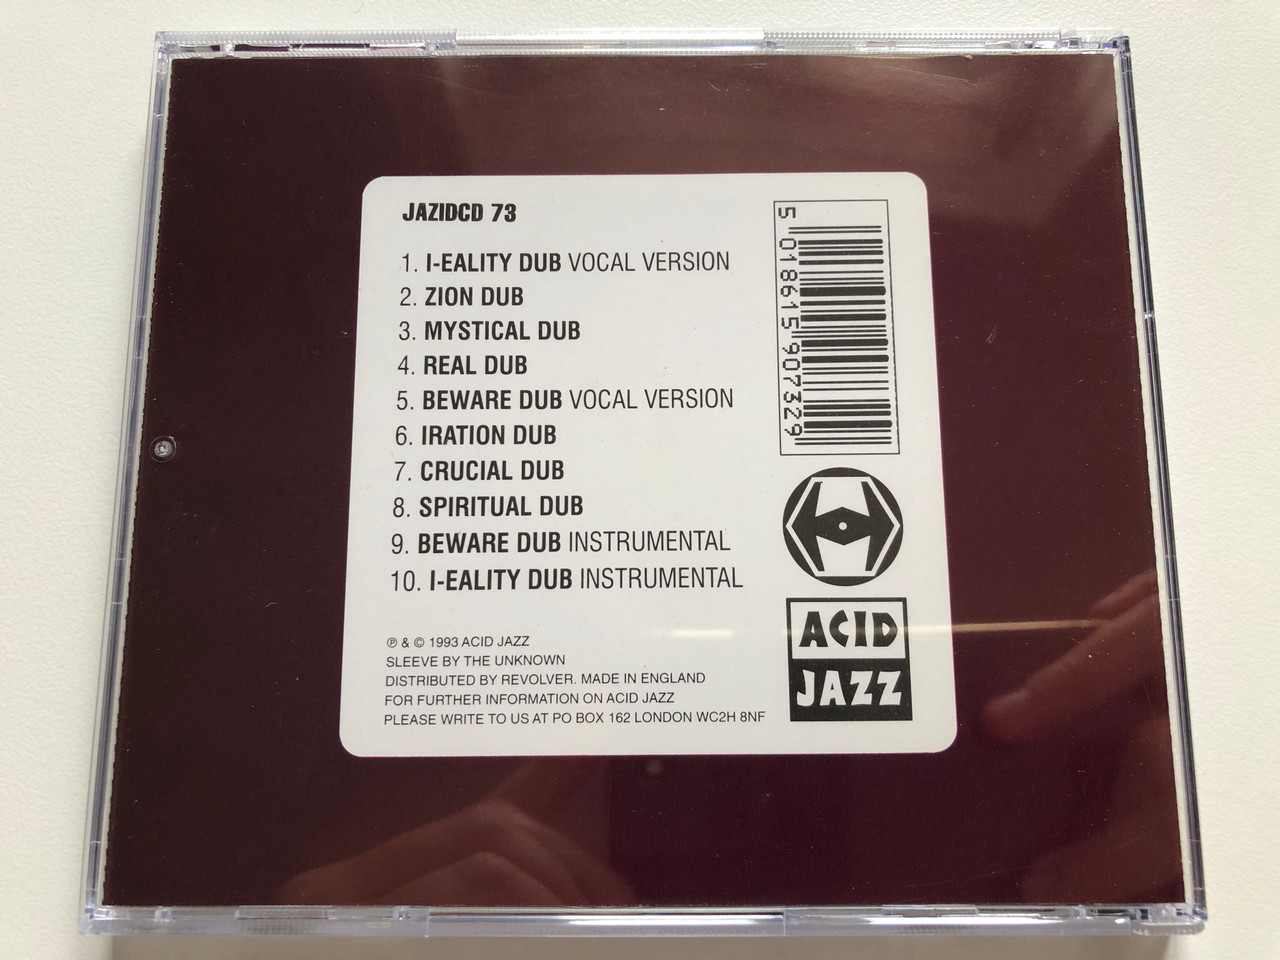 JAZIDCD 73
1. I-EALITY DUB VOCAL VERSION
2. ZION DUB
3. MYSTICAL DUB
4. REAL DUB
5. BEWARE DUB VOCAL VERSION
6. IRATION DUB
7. CRUCIAL DUB
8. SPIRITUAL DUB
9. BEWARE DUB INSTRUMENTAL
10. I-EALITY DUB INSTRUMENTAL
℗ & © 1993 ACID JAZZ
SLEEVE BY THE UNKNOWN
DISTRIBUTED BY REVOLVER. MADE IN ENGLAND
FOR FURTHER INFORMATION ON ACID JAZZ
PLEASE WRITE TO US AT PO BOX 162 LONDON WC2H 8NF
5 018615 907329
ACID
JAZZ